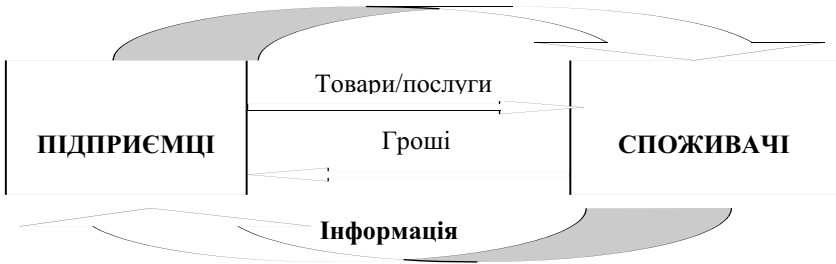 Товари/послуги
ПІДПРИЄМЦІ
Гроші
СПОЖИВАЧІ
Інформація